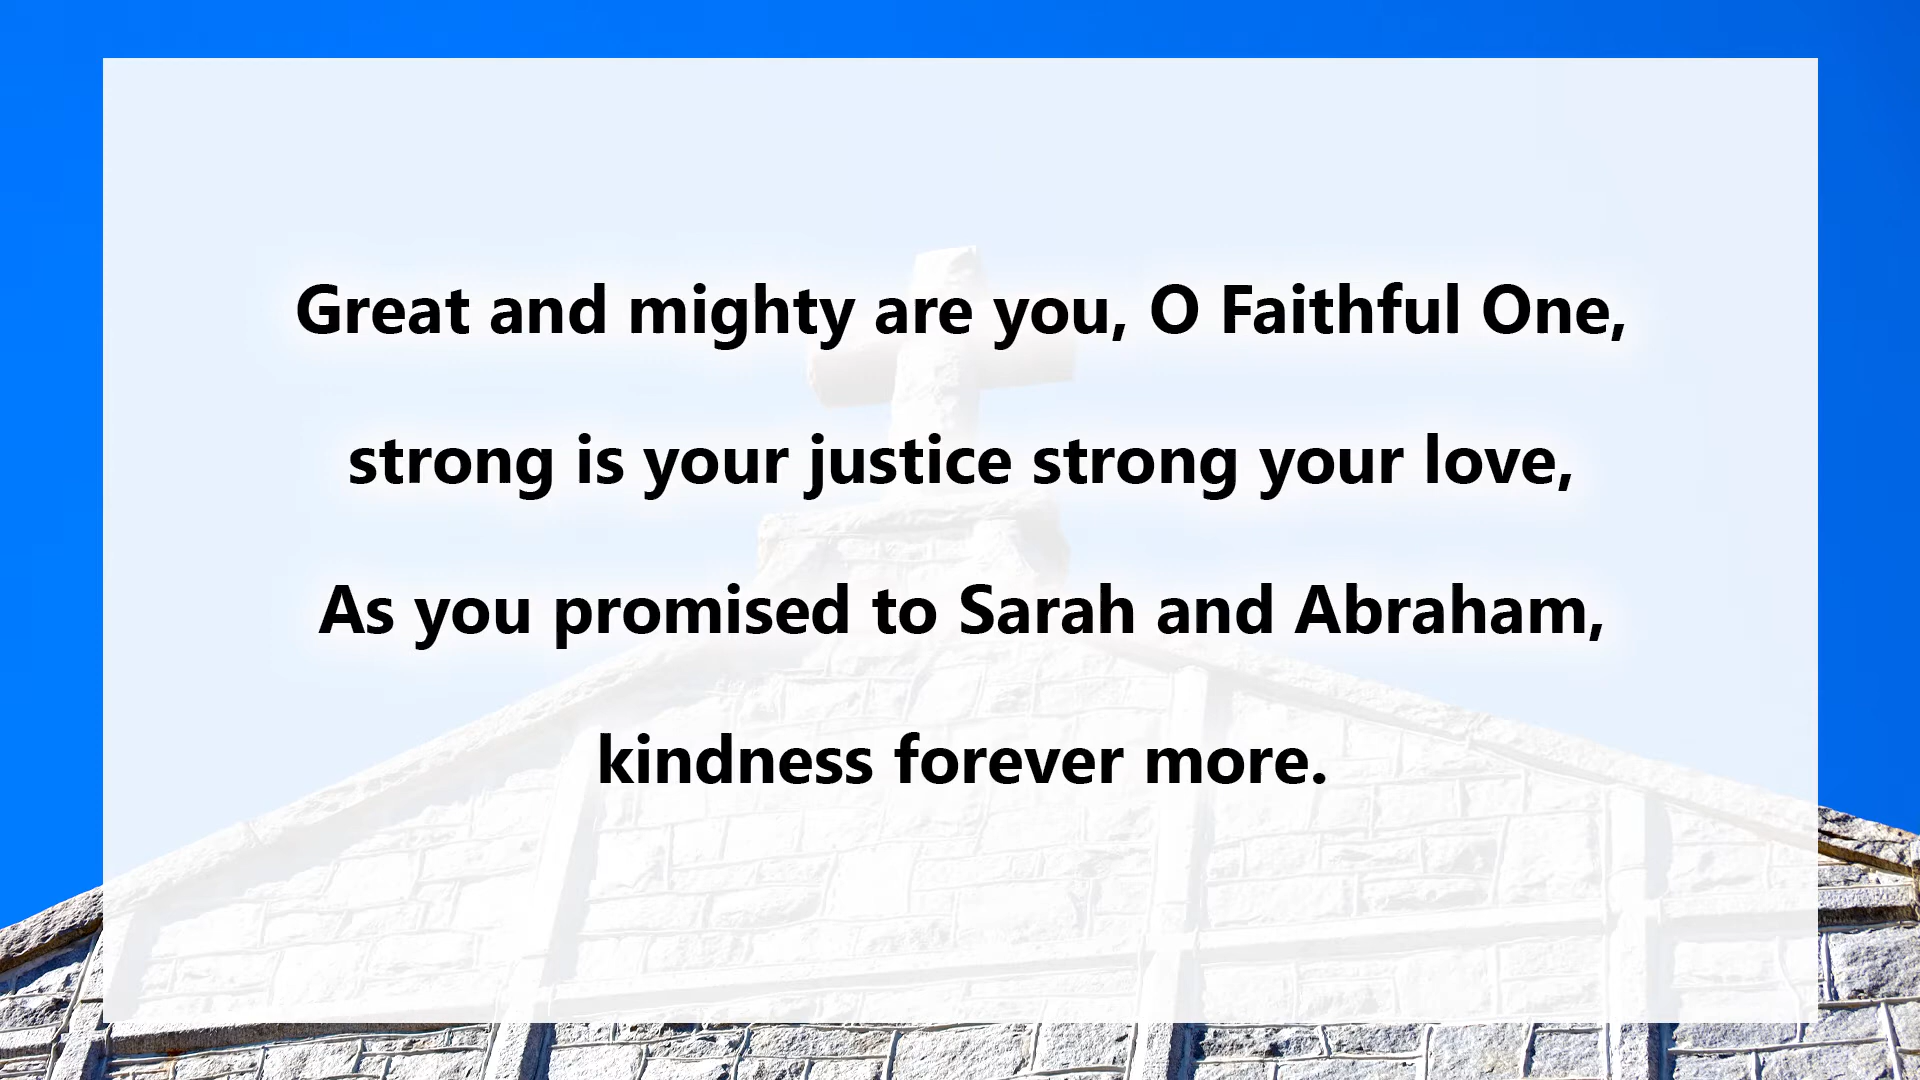 Great and mighty are you, O Faithful One,
strong is your justice strong your love,
As you promised to Sarah and Abraham,
kindness forever more.